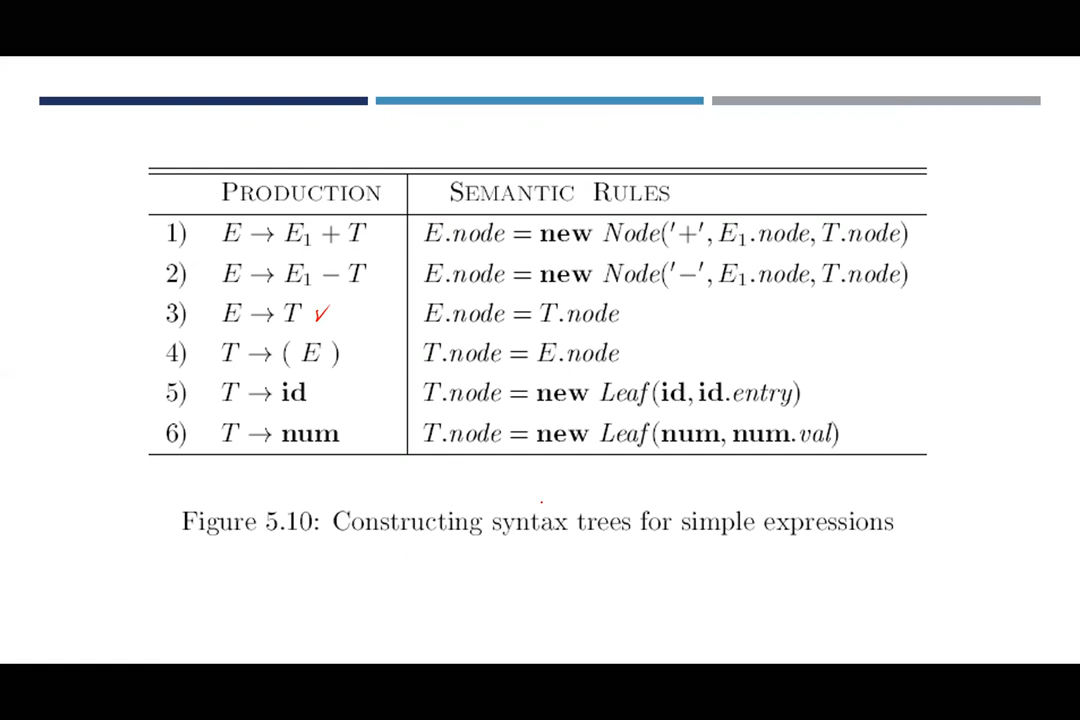 PRODUCTION SEMANTIC RULES
1) E → E₁ + T E.node = new Node('+', E₁.node, T.node)
2) E → E₁ − T E.node = new Node('−', E₁.node, T.node)
3) E → T ✓ E.node = T.node
4) T → ( E ) T.node = E.node
5) T → id T.node = new Leaf(id, id.entry)
6) T → num T.node = new Leaf(num, num.val)
Figure 5.10: Constructing syntax trees for simple expressions